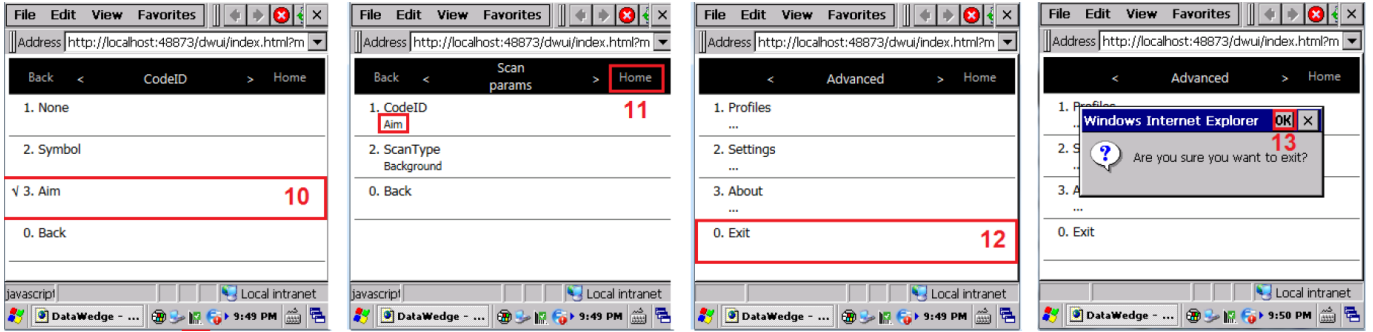 File Edit View Favorites
Address http://localhost:48873/dwui/index.html?m
Back < CodeID > Home
1. None
2. Symbol
√ 3. Aim
10
0. Back
javascript
Local intranet
DataWedge - ... 9:49 PM
File Edit View Favorites
Address http://localhost:48873/dwui/index.html?m
Back < Scan params > Home
11
1. CodeID
Aim
2. ScanType
Background
0. Back
javascript
Local intranet
DataWedge - ... 9:49 PM
File Edit View Favorites
Address http://localhost:48873/dwui/index.html?m
< Advanced > Home
1. Profiles
...
2. Settings
...
3. About
...
0. Exit
12
Local intranet
DataWedge - ... 9:49 PM
File Edit View Favorites
Address http://localhost:48873/dwui/index.html?m
< Advanced > Home
1. Profiles
Windows Internet Explorer OK ×
13
2. S
Are you sure you want to exit?
3. A
...
0. Exit
Local intranet
DataWedge - ... 9:50 PM